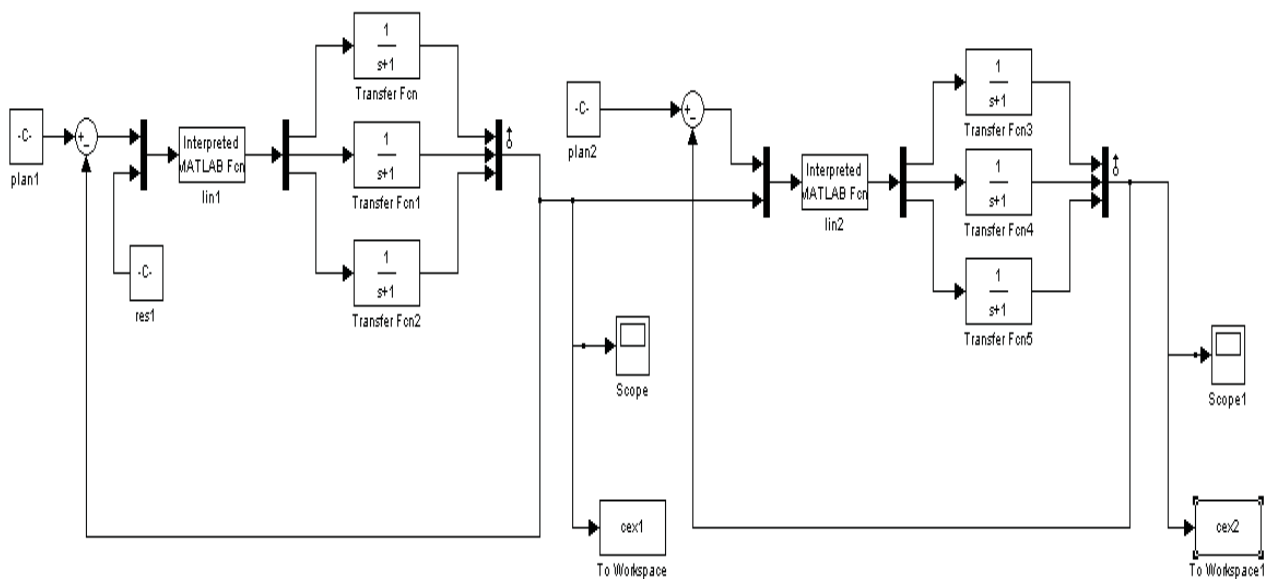 1
s+1
Transfer Fcn
-C-
plan1
+
−
Interpreted
MATLAB Fcn
lin1
1
s+1
Transfer Fcn1
1
s+1
Transfer Fcn2
-C-
res1
Scope
cex1
To Workspace
-C-
plan2
+
−
Interpreted
MATLAB Fcn
lin2
1
s+1
Transfer Fcn3
1
s+1
Transfer Fcn4
1
s+1
Transfer Fcn5
Scope1
cex2
To Workspace1